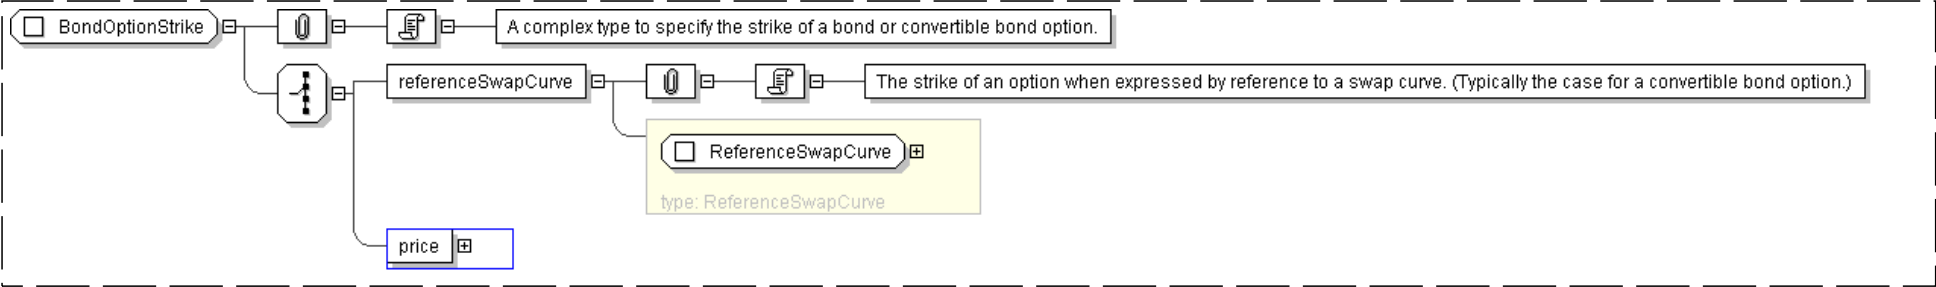 BondOptionStrike
A complex type to specify the strike of a bond or convertible bond option.
referenceSwapCurve
The strike of an option when expressed by reference to a swap curve. (Typically the case for a convertible bond option.)
ReferenceSwapCurve
type: ReferenceSwapCurve
price